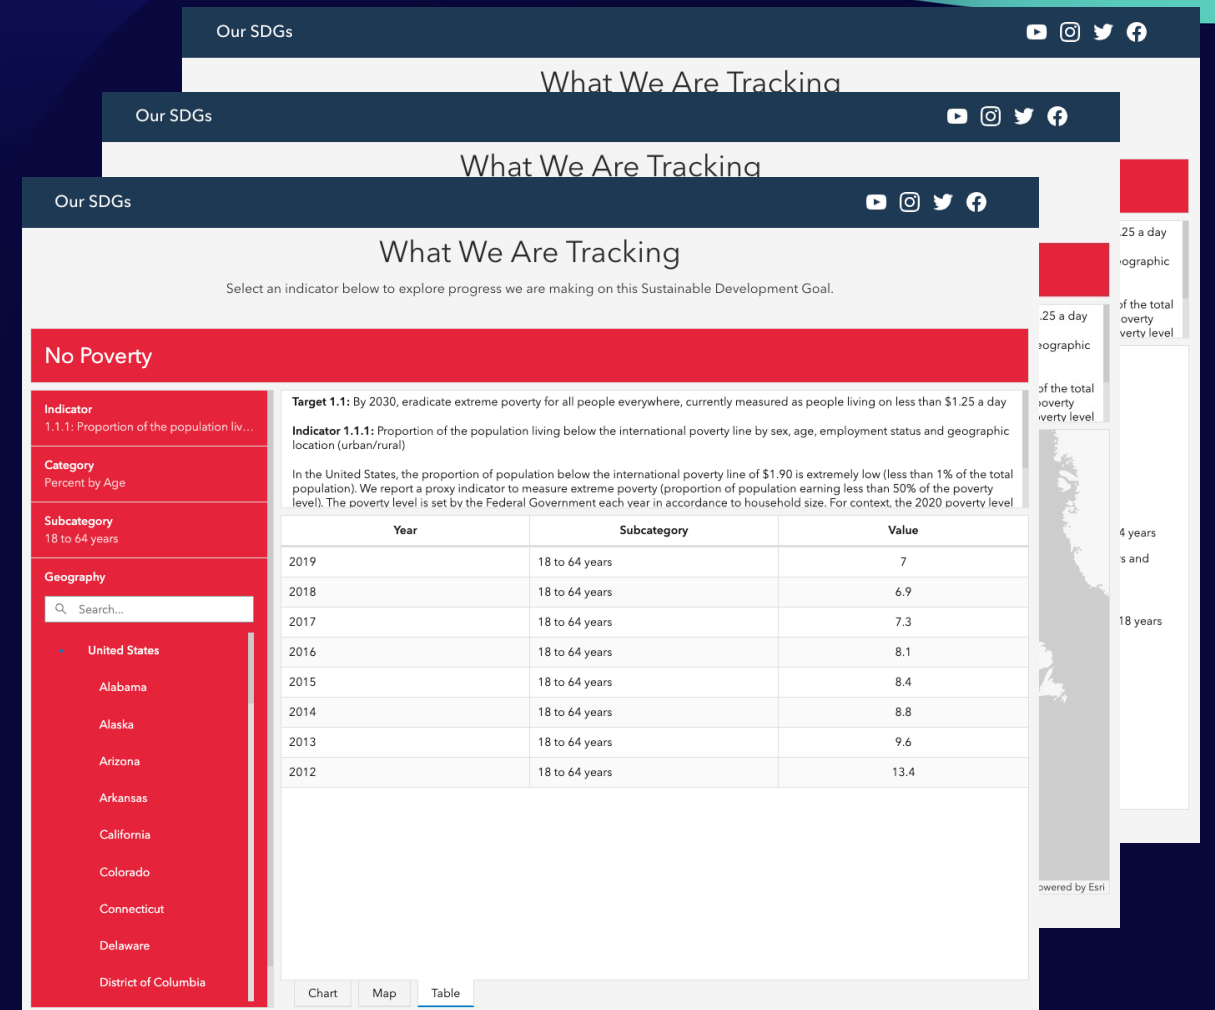 Our SDGs
What We Are Tracking
Our SDGs
What We Are Tracking
Our SDGs
What We Are Tracking
Select an indicator below to explore progress we are making on this Sustainable Development Goal.
No Poverty
Indicator
1.1.1: Proportion of the population liv...
Category
Percent by Age
Subcategory
18 to 64 years
Geography
Search...
United States
Alabama
Alaska
Arizona
Arkansas
California
Colorado
Connecticut
Delaware
District of Columbia
Target 1.1: By 2030, eradicate extreme poverty for all people everywhere, currently measured as people living on less than $1.25 a day
Indicator 1.1.1: Proportion of the population living below the international poverty line by sex, age, employment status and geographic
location (urban/rural)
In the United States, the proportion of population below the international poverty line of $1.90 is extremely low (less than 1% of the total
population). We report a proxy indicator to measure extreme poverty (proportion of population earning less than 50% of the poverty
level). The poverty level is set by the Federal Government each year in accordance to household size. For context, the 2020 poverty level
Year Subcategory Value
2019 18 to 64 years 7
2018 18 to 64 years 6.9
2017 18 to 64 years 7.3
2016 18 to 64 years 8.1
2015 18 to 64 years 8.4
2014 18 to 64 years 8.8
2013 18 to 64 years 9.6
2012 18 to 64 years 13.4
Chart Map Table
.25 a day
eographic
of the total
poverty
verty level
owered by Esri
.25 a day
eographic
of the total
overty
verty level
4 years
s and
18 years